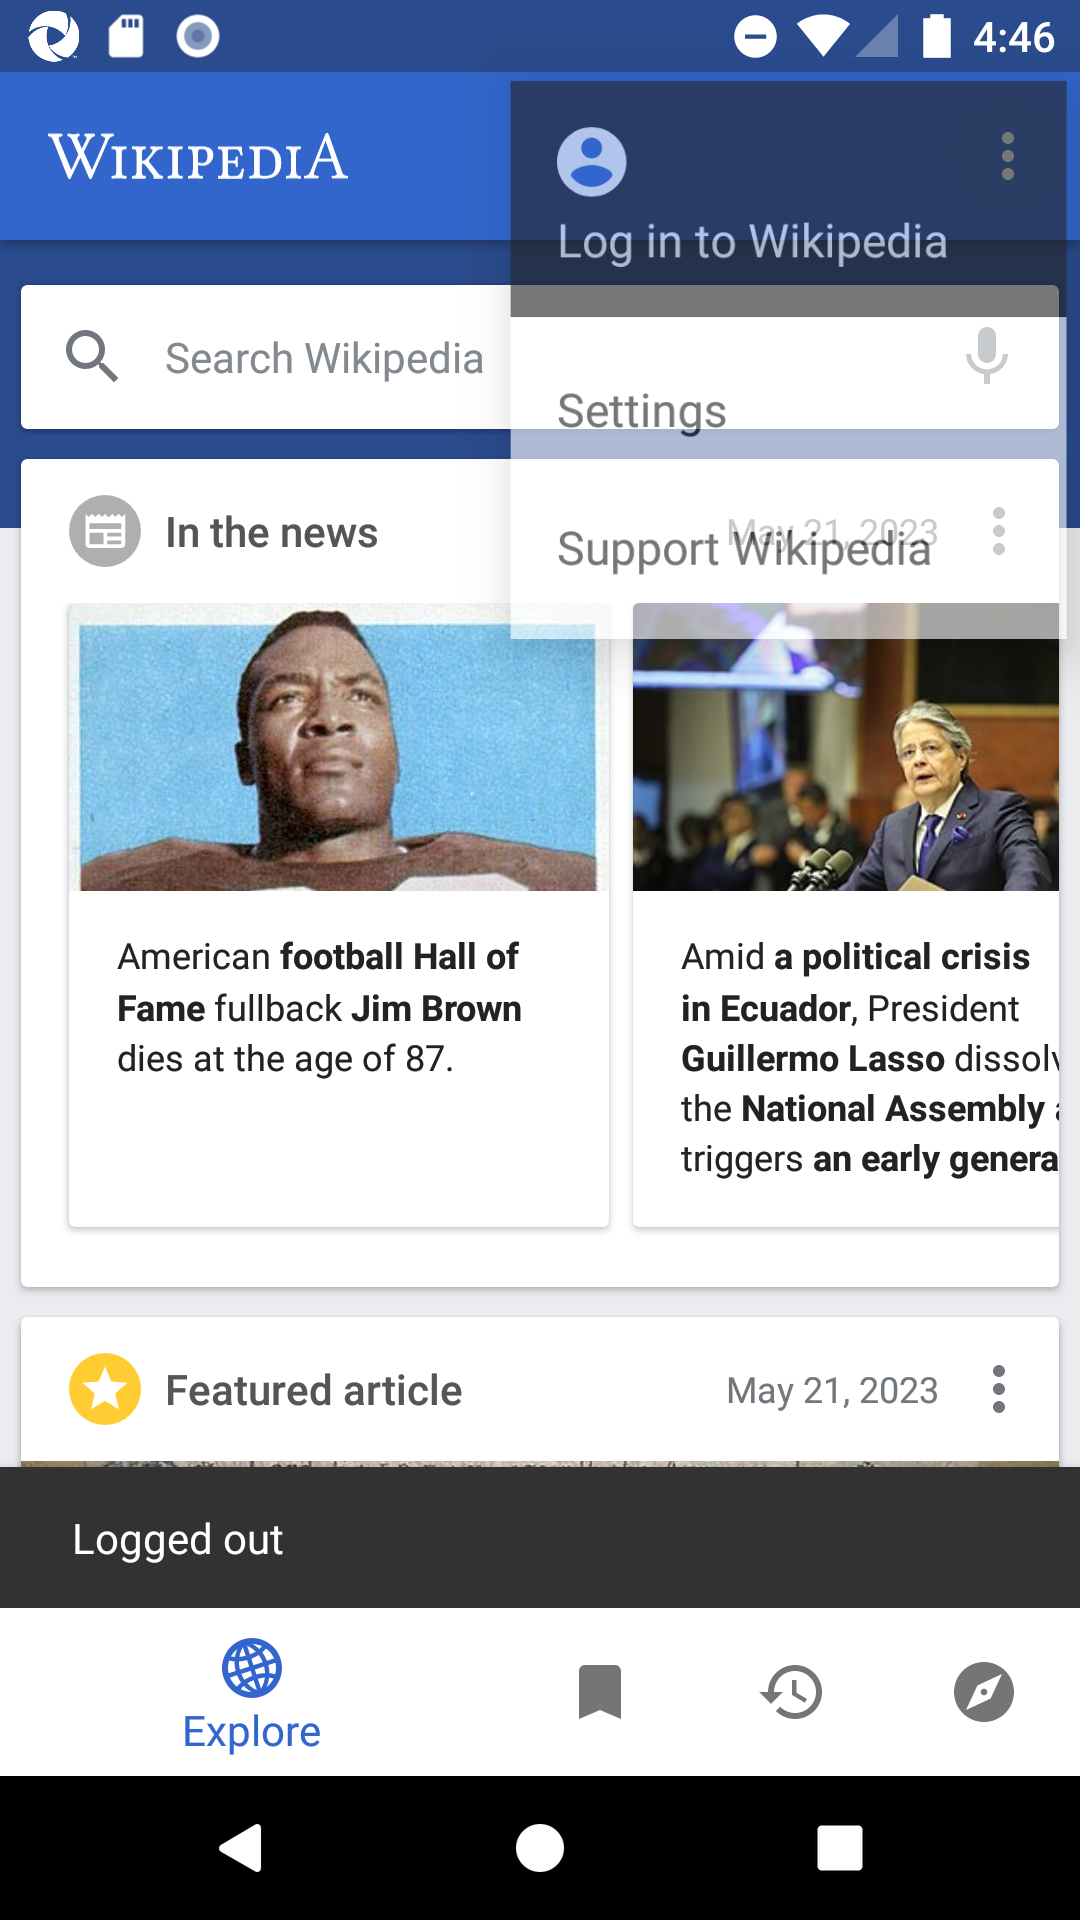 4:46
WIKIPEDIA
Log in to Wikipedia
Search Wikipedia
Settings
In the news
May 21, 2023
Support Wikipedia
American football Hall of
Fame fullback Jim Brown
dies at the age of 87.
Amid a political crisis
in Ecuador, President
Guillermo Lasso dissolv
the National Assembly a
triggers an early genera
Featured article
May 21, 2023
Logged out
Explore